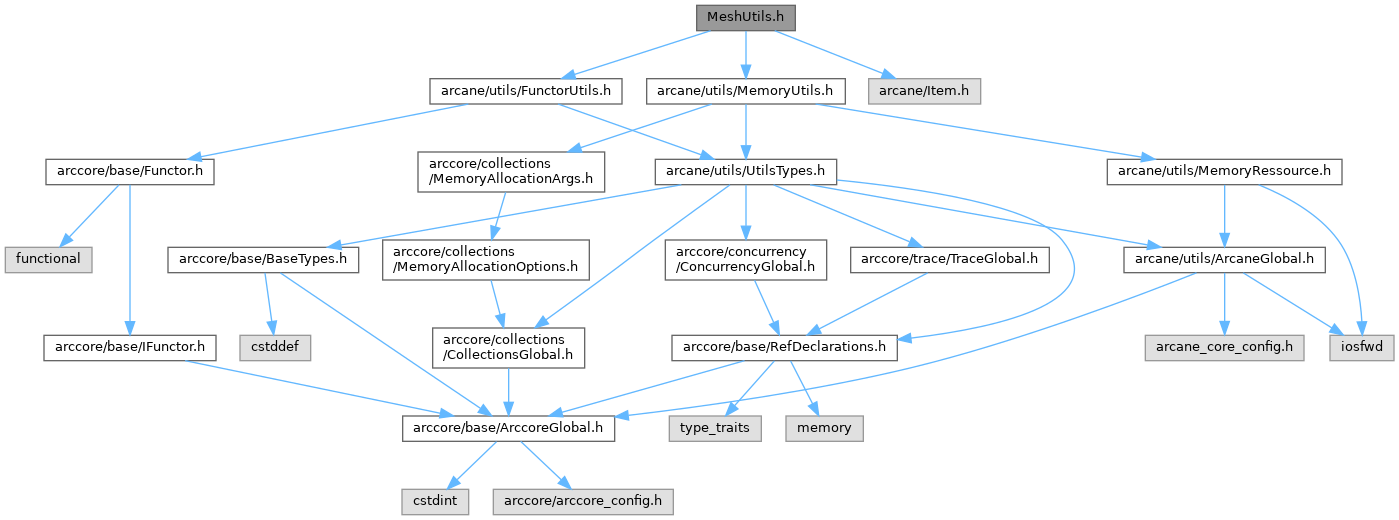 MeshUtils.h
arcane/utils/FunctorUtils.h
arcane/utils/MemoryUtils.h
arcane/Item.h
arccore/base/Functor.h
arccore/collections
/MemoryAllocationArgs.h
arcane/utils/UtilsTypes.h
arcane/utils/MemoryRessource.h
functional
arccore/base/BaseTypes.h
arccore/collections
/MemoryAllocationOptions.h
arccore/concurrency
/ConcurrencyGlobal.h
arccore/trace/TraceGlobal.h
arcane/utils/ArcaneGlobal.h
arccore/base/IFunctor.h
cstddef
arccore/collections
/CollectionsGlobal.h
arccore/base/RefDeclarations.h
arcane_core_config.h
iosfwd
arccore/base/ArccoreGlobal.h
type_traits
memory
cstdint
arccore/arccore_config.h